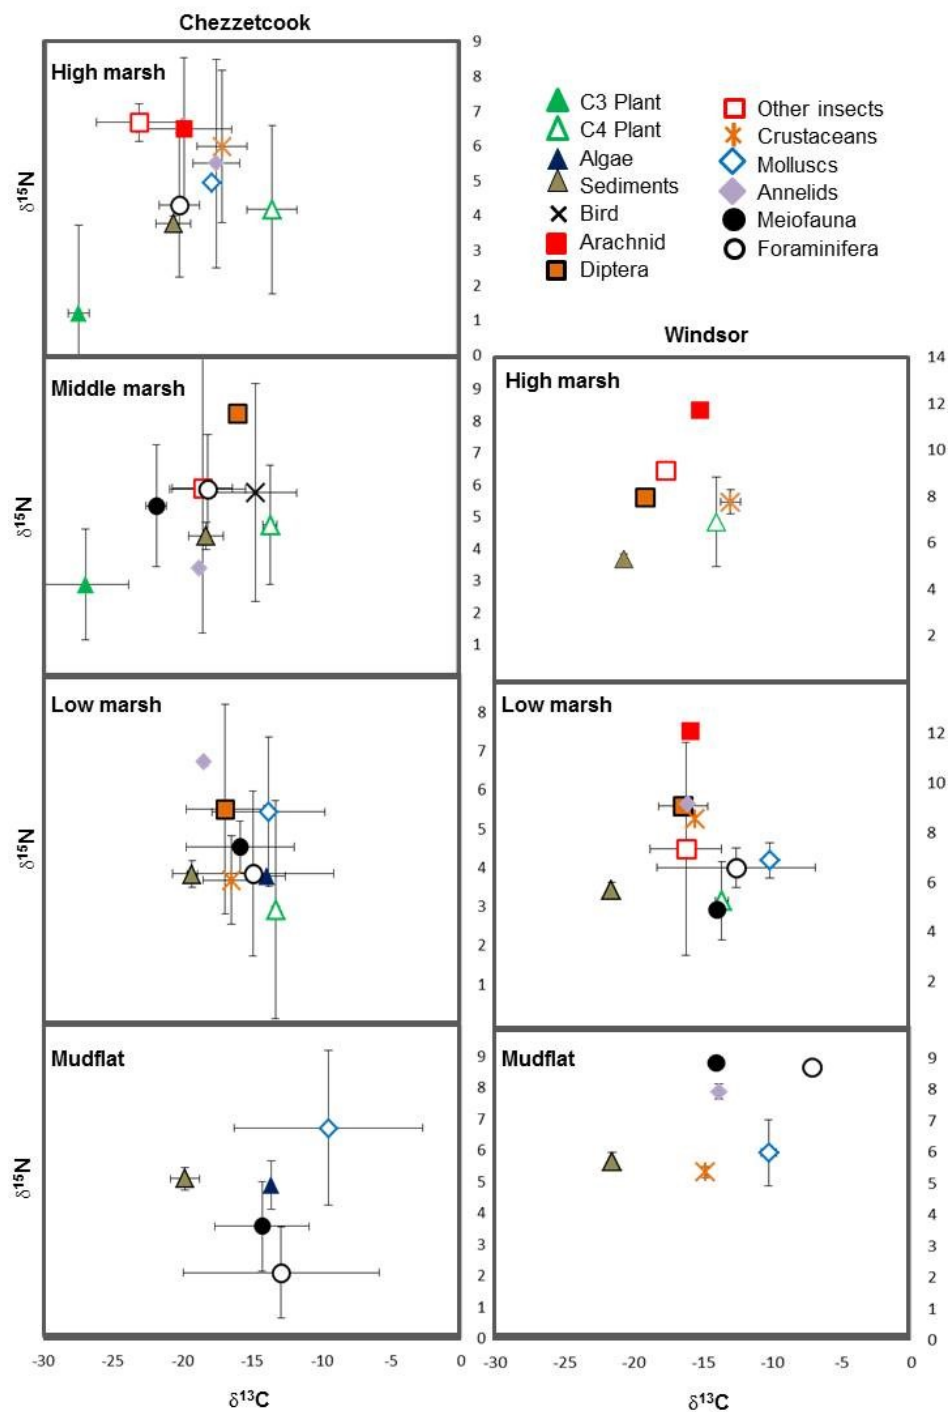 Chezzetcook
High marsh
δ15N
9
8
7
6
5
4
3
2
1
0
C3 Plant
C4 Plant
Algae
Sediments
Bird
Arachnid
Diptera
Other insects
Crustaceans
Molluscs
Annelids
Meiofauna
Foraminifera
Middle marsh
δ15N
9
8
7
6
5
4
3
2
1
Windsor
High marsh
14
12
10
8
6
4
2
Low marsh
δ15N
8
7
6
5
4
3
2
1
Low marsh
12
10
8
6
4
2
Mudflat
δ15N
9
8
7
6
5
4
3
2
1
0
-30 -25 -20 -15 -10 -5 0
δ13C
Mudflat
9
8
7
6
5
4
3
2
1
0
-30 -25 -20 -15 -10 -5 0
δ13C